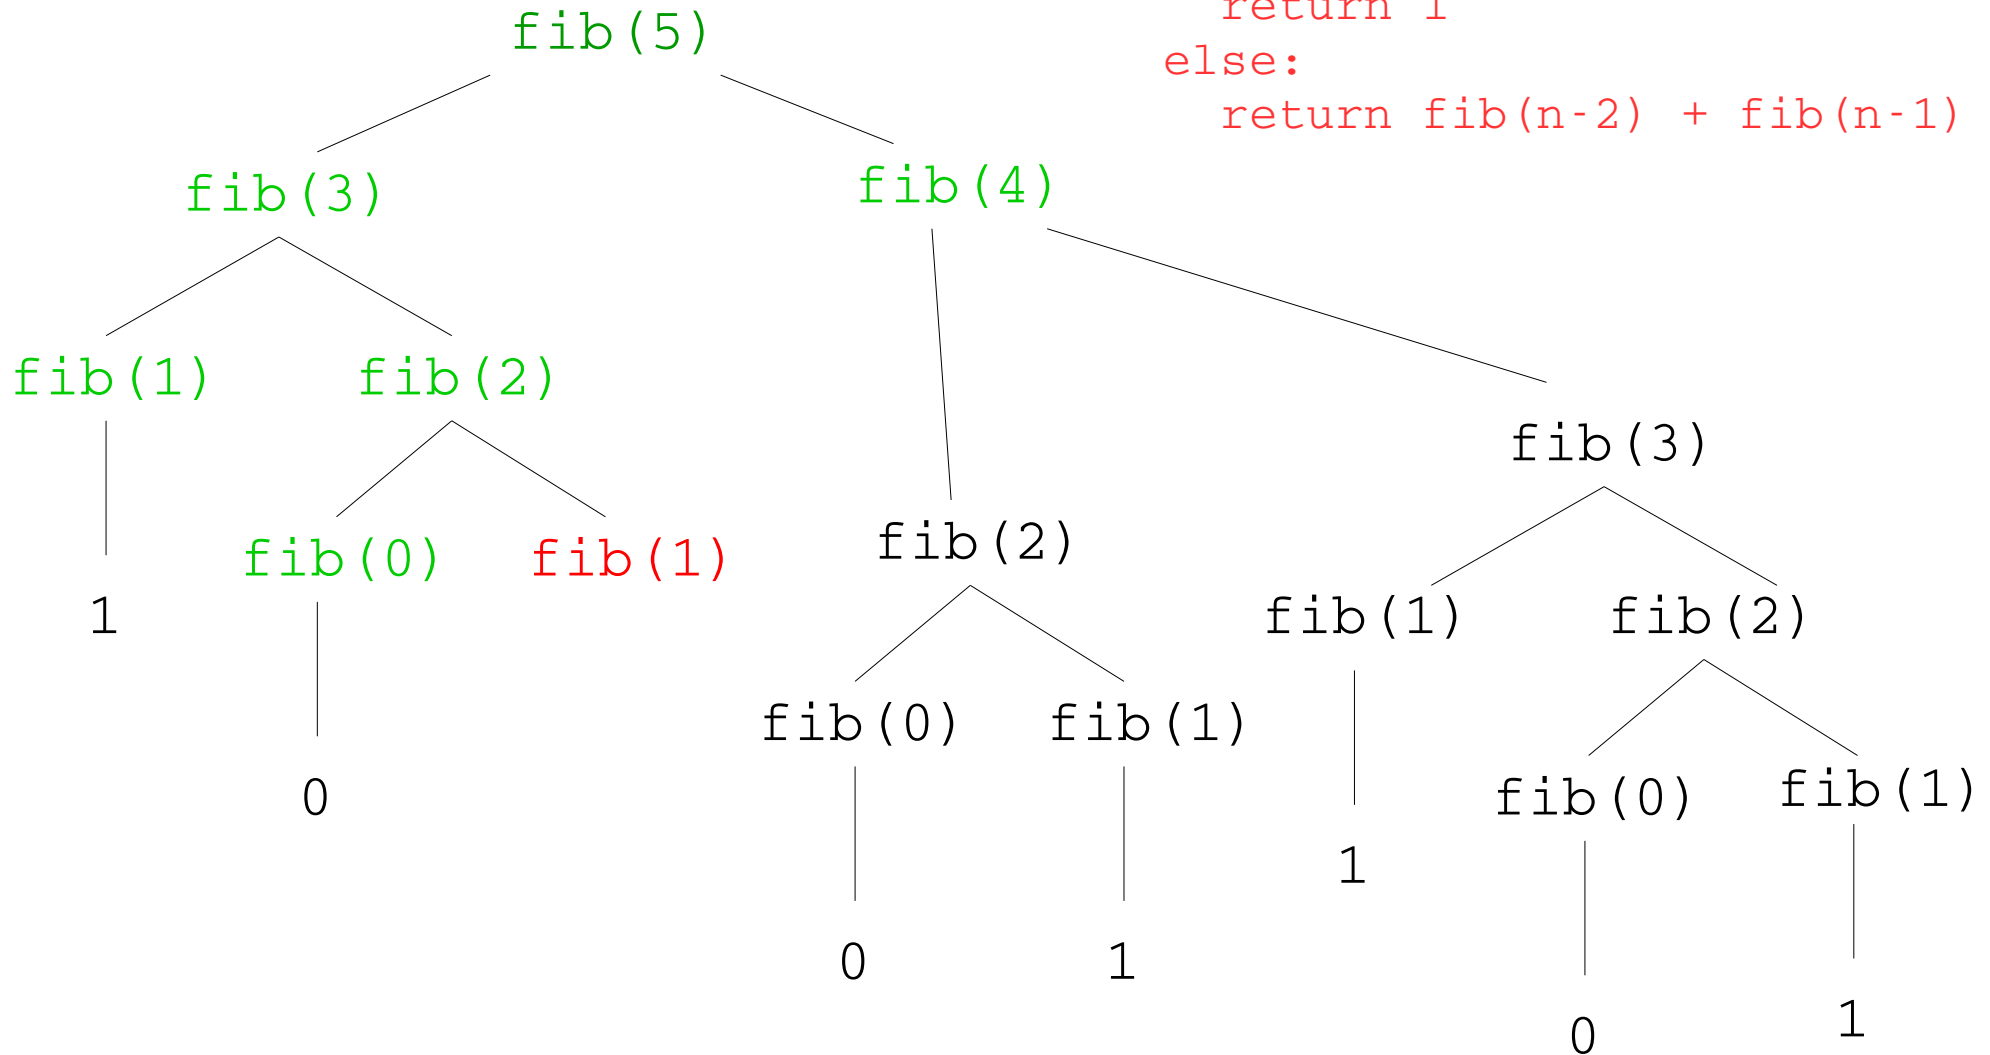 return 1
fib(5)
else:
return fib(n-2) + fib(n-1)
fib(3)
fib(4)
fib(1)
fib(2)
fib(3)
fib(0)
fib(1)
fib(2)
1
fib(1)
fib(2)
fib(0)
fib(1)
0
fib(0)
fib(1)
1
0
1
0
1